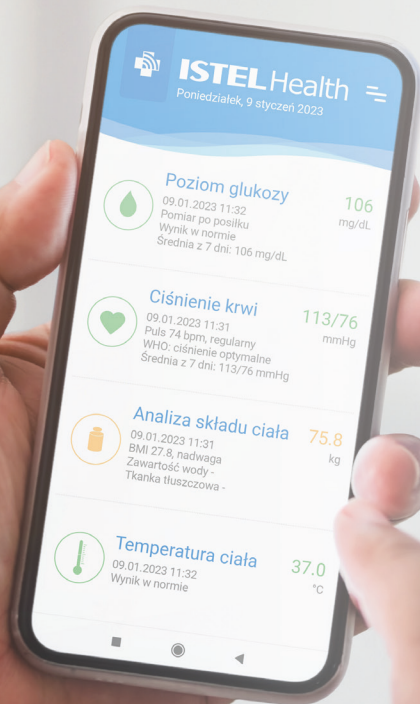 ISTEL Health
Poniedziałek, 9 styczeń 2023
Poziom glukozy
106
mg/dL
09.01.2023 11:32
Pomiar po posiłku
Wynik w normie
Średnia z 7 dni: 106 mg/dL
Ciśnienie krwi
113/76
mmHg
09.01.2023 11:31
Puls 74 bpm, regularny
WHO: ciśnienie optymalne
Średnia z 7 dni: 113/76 mmHg
Analiza składu ciała
75.8
kg
09.01.2023 11:31
BMI 27.8, nadwaga
Zawartość wody -
Tkanka tłuszczowa -
Temperatura ciała
37.0
°C
09.01.2023 11:32
Wynik w normie